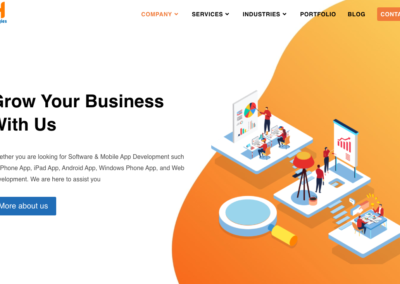 COMPANY SERVICES INDUSTRIES PORTFOLIO BLOG CONTA
Grow Your Business
With Us
ether you are looking for Software & Mobile App Development such
Phone App, iPad App, Android App, Windows Phone App, and Web
velopment. We are here to assist you
More about us